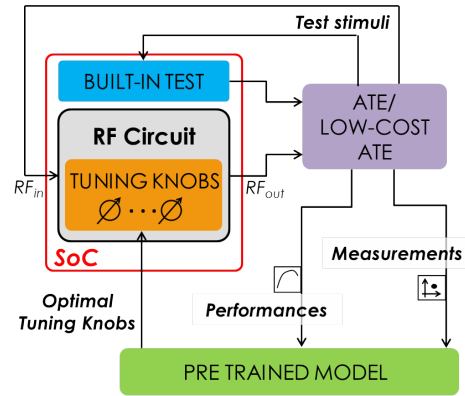 Test stimuli
BUILT-IN TEST
ATE/
LOW-COST
ATE
RF Circuit
TUNING KNOBS
RFin
RFout
SoC
Optimal
Tuning Knobs
Measurements
Performances
PRE TRAINED MODEL